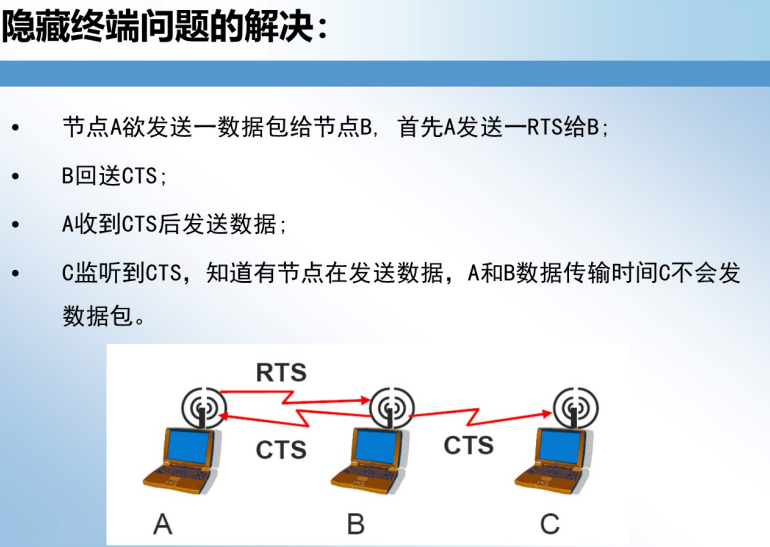 隐藏终端问题的解决：
• 节点A欲发送一数据包给节点B, 首先A发送一RTS给B;
• B回送CTS;
• A收到CTS后发送数据;
• C监听到CTS，知道有节点在发送数据，A和B数据传输时间C不会发
数据包。
RTS
CTS
CTS
A B C